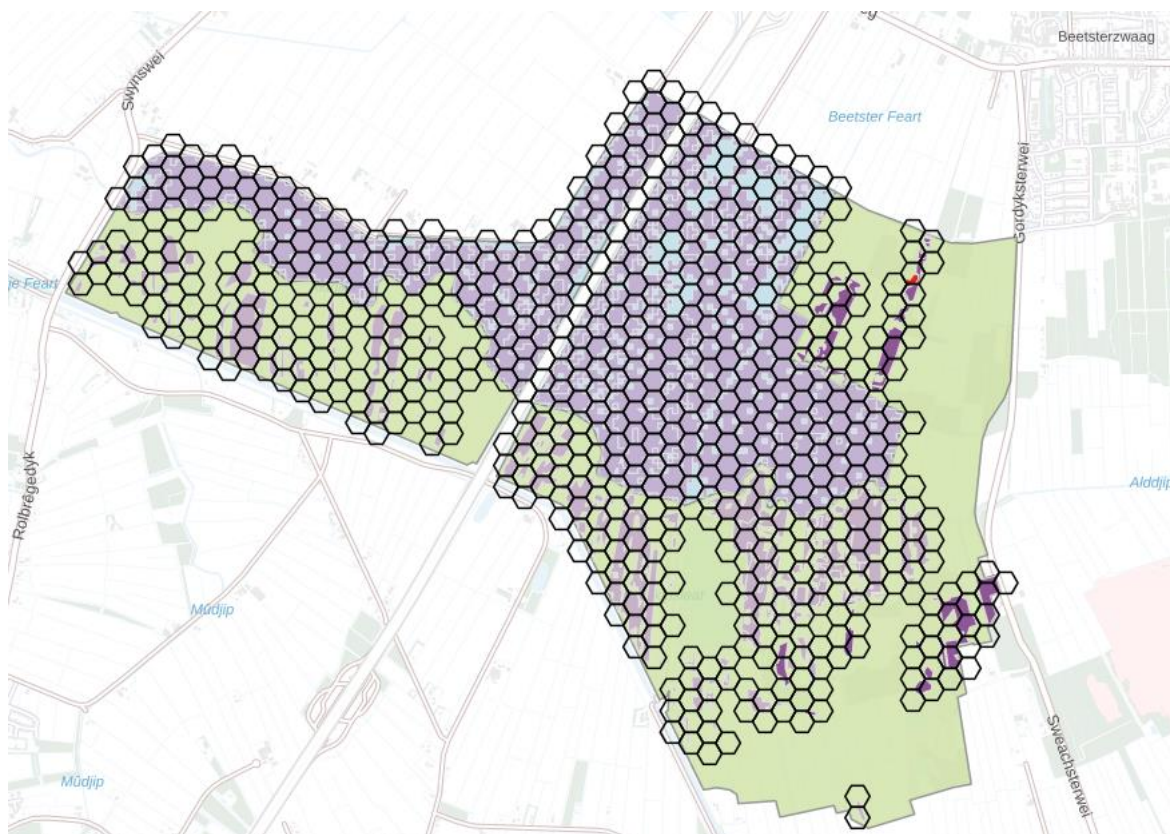 Beetsterzwaag
Swynswei
Beetster Feart
Gordyksterwei
je Feart
Alddjip
Rolbrêgedyk
Mûdjip
Sweachsterwei
Mûdjip